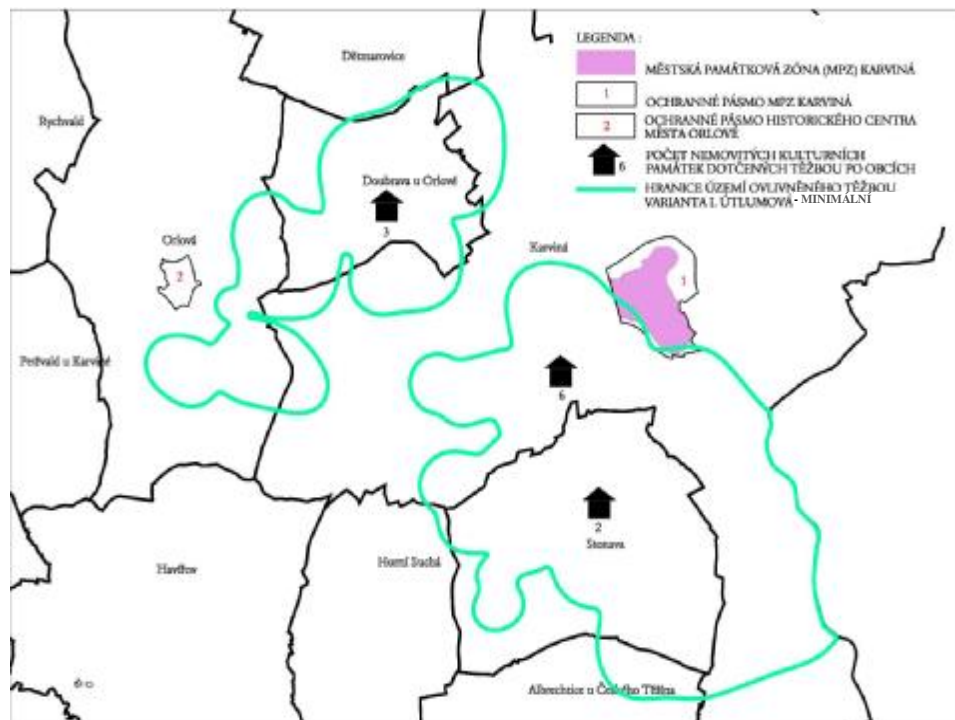 LEGENDA :
MĚSTSKÁ PAMÁTKOVÁ ZÓNA (MPZ) KARVINÁ
1
OCHRANNÉ PÁSMO MPZ KARVINÁ
2
OCHRANNÉ PÁSMO HISTORICKÉHO CENTRA
MĚSTA ORLOVÉ
6
POČET NEMOVITÝCH KULTURNÍCH
PAMÁTEK DOTČENÝCH TĚŽBOU PO OBCÍCH
HRANICE ÚZEMÍ OVLIVNĚNÉHO TĚŽBOU
VARIANTA I. ÚTLUMOVÁ - MINIMÁLNÍ
Dětmarovice
Rychvald
Doubrava u Orlové
3
Orlová
2
Karviná
1
Petřvald u Karviné
6
2
Stonava
Havířov
Horní Suchá
Albrechtice u Českého Těšína